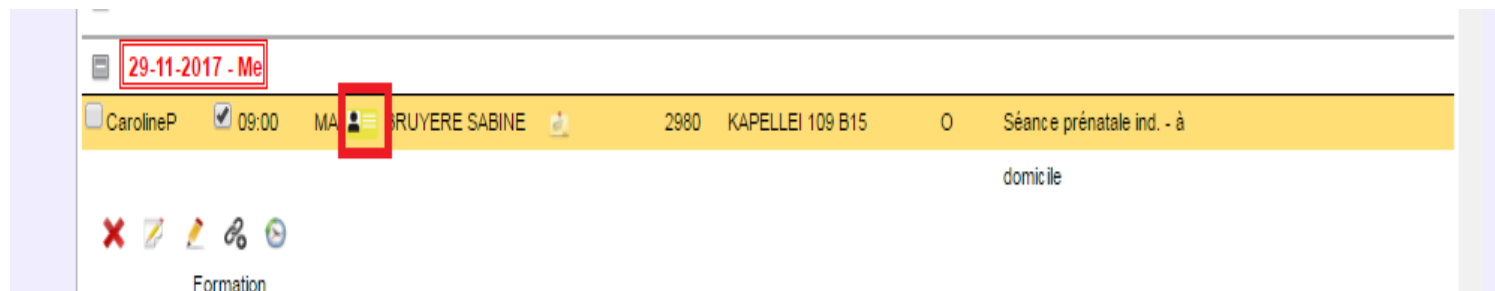 29-11-2017 - Me
CarolineP 09:00 MA BRUYERE SABINE 2980 KAPELLEI 109 B15 O Séance prénatale ind. - à
domicile
Formation